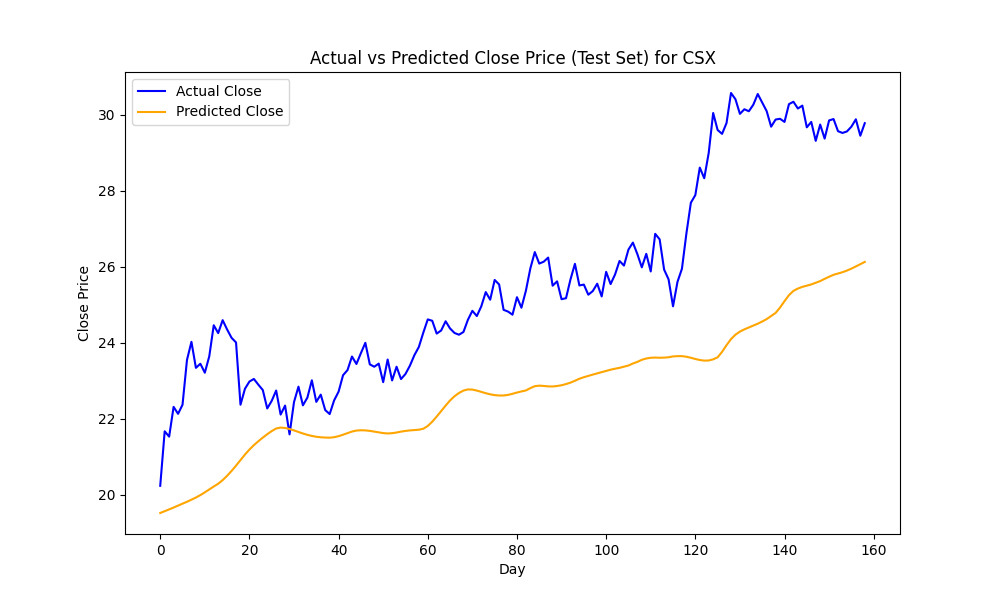 Actual vs Predicted Close Price (Test Set) for CSX
Actual Close
Predicted Close
Close Price
30
28
26
24
22
20
0 20 40 60 80 100 120 140 160
Day